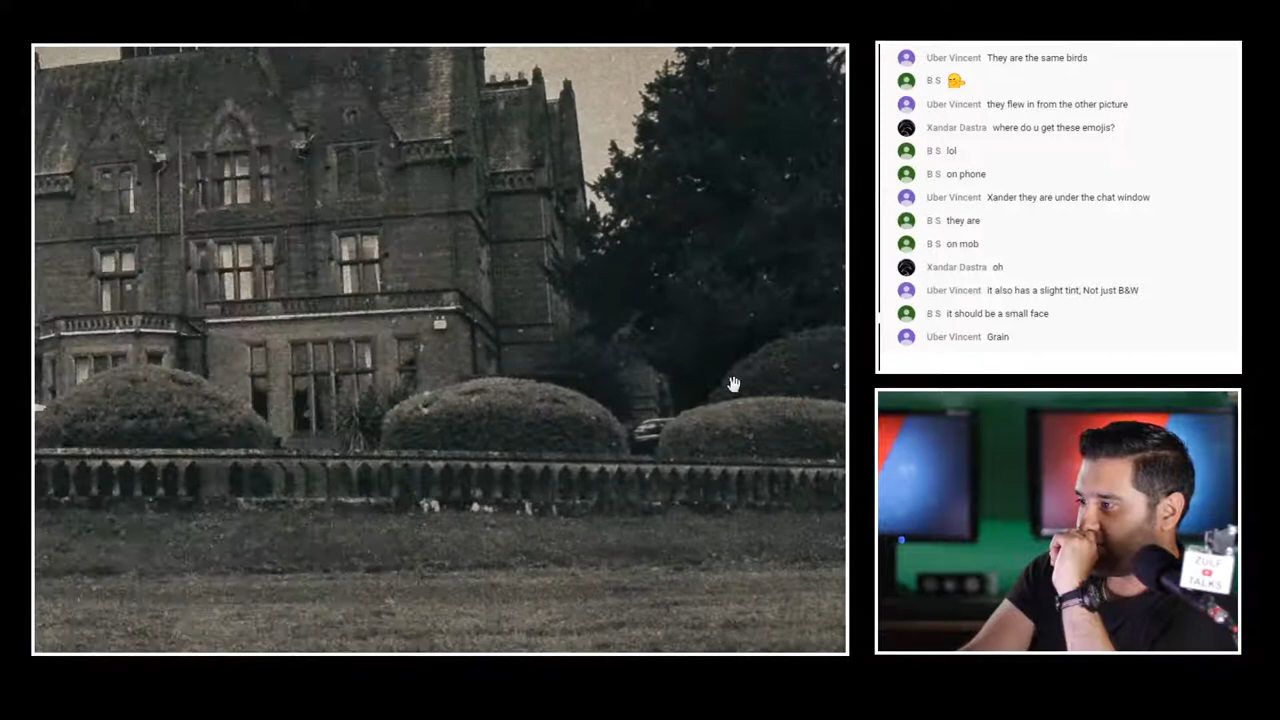 Uber Vincent They are the same birds
B S
Uber Vincent they flew in from the other picture
Xandar Dastra where do u get these emojis?
B S lol
B S on phone
Uber Vincent Xander they are under the chat window
B S they are
B S on mob
Xandar Dastra oh
Uber Vincent it also has a slight tint, Not just B&W
B S it should be a small face
Uber Vincent Grain
ZULF
TALKS